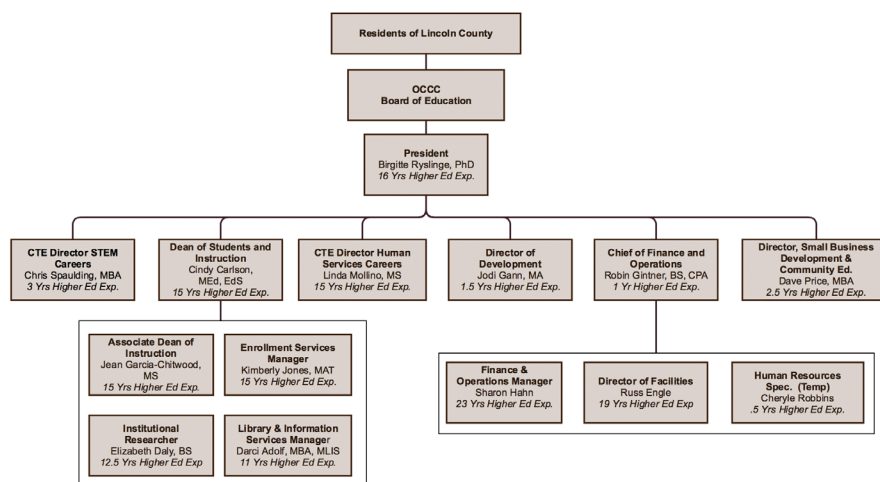 Residents of Lincoln County
OCCC
Board of Education
President
Birgitte Ryslinge, PhD
16 Yrs Higher Ed Exp.
CTE Director STEM
Careers
Chris Spaulding, MBA
3 Yrs Higher Ed Exp.
Dean of Students and
Instruction
Cindy Carlson,
MEd, EdS
15 Yrs Higher Ed Exp.
CTE Director Human
Services Careers
Linda Mollino, MS
15 Yrs Higher Ed Exp.
Director of
Development
Jodi Gann, MA
1.5 Yrs Higher Ed Exp.
Chief of Finance and
Operations
Robin Gintner, BS, CPA
1 Yr Higher Ed Exp.
Director, Small Business
Development &
Community Ed.
Dave Price, MBA
2.5 Yrs Higher Ed Exp.
Associate Dean of
Instruction
Jean Garcia-Chitwood,
MS
15 Yrs Higher Ed Exp.
Enrollment Services
Manager
Kimberly Jones, MAT
15 Yrs Higher Ed Exp.
Institutional
Researcher
Elizabeth Daly, BS
12.5 Yrs Higher Ed Exp
Library & Information
Services Manager
Darci Adolf, MBA, MLIS
11 Yrs Higher Ed Exp.
Finance &
Operations Manager
Sharon Hahn
23 Yrs Higher Ed Exp.
Director of Facilities
Russ Engle
19 Yrs Higher Ed Exp
Human Resources
Spec. (Temp)
Cheryle Robbins
.5 Yrs Higher Ed Exp.